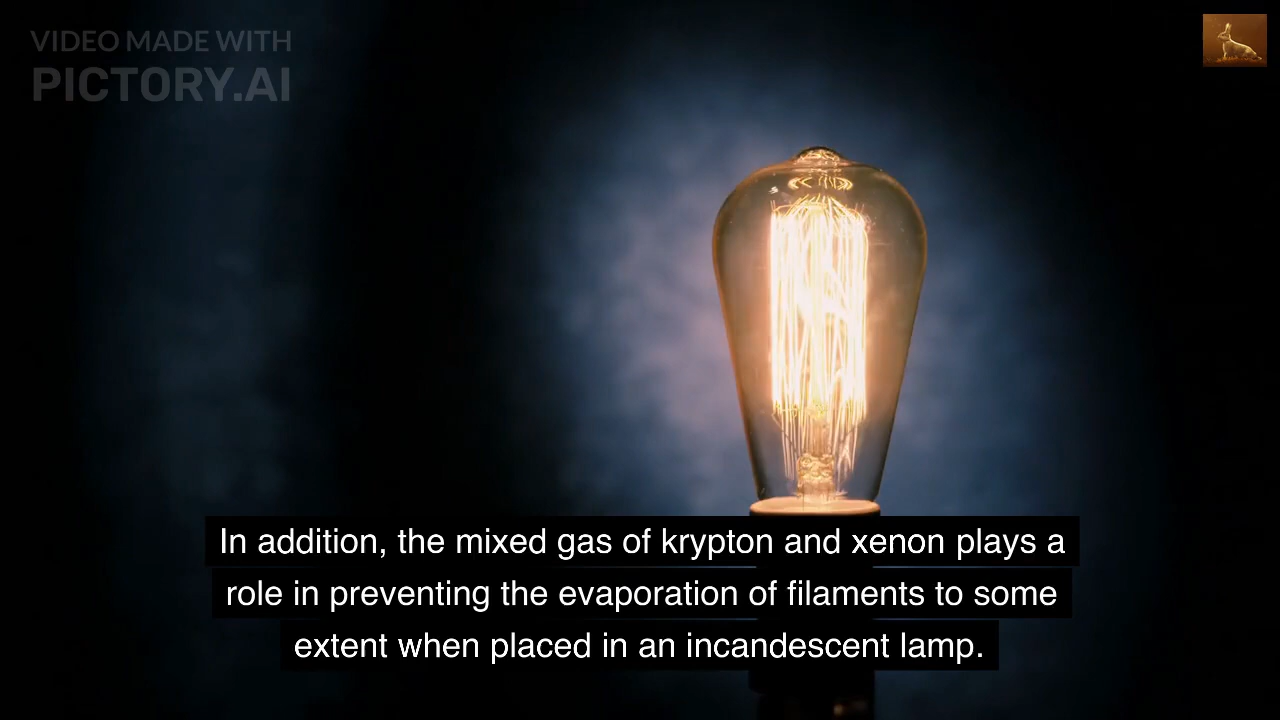 VIDEO MADE WITH
PICTORY.AI
In addition, the mixed gas of krypton and xenon plays a
role in preventing the evaporation of filaments to some
extent when placed in an incandescent lamp.